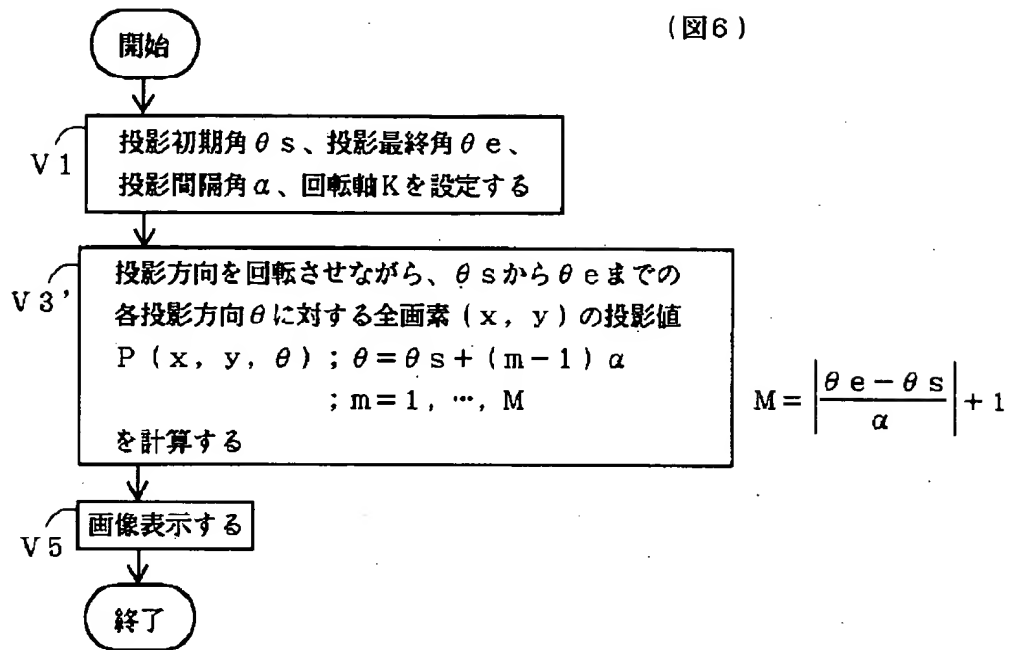 (図6)
開始
V1
投影初期角θs、投影最終角θe、
投影間隔角α、回転軸Kを設定する
V3'
投影方向を回転させながら、θsからθeまでの
各投影方向θに対する全画素(x,y)の投影値
P(x,y,θ);θ=θs+(m-1)α
;m=1,…,M
を計算する
M=|θe-θs/α|+1
V5
画像表示する
終了